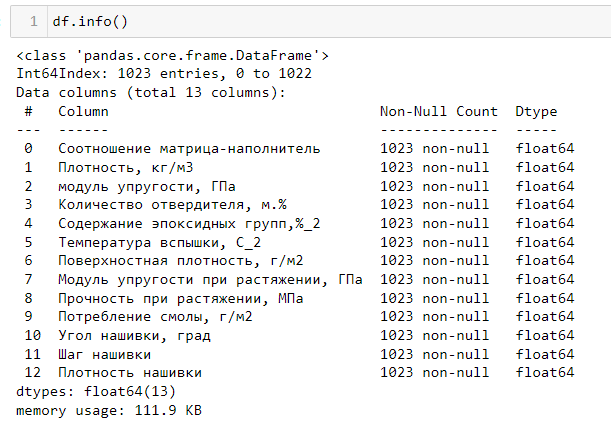 1 df.info()
<class 'pandas.core.frame.DataFrame'>
Int64Index: 1023 entries, 0 to 1022
Data columns (total 13 columns):
 #   Column                                Non-Null Count  Dtype
---  ------                                --------------  -----
 0   Соотношение матрица-наполнитель       1023 non-null   float64
 1   Плотность, кг/м3                      1023 non-null   float64
 2   модуль упругости, ГПа                 1023 non-null   float64
 3   Количество отвердителя, м.%           1023 non-null   float64
 4   Содержание эпоксидных групп,%_2       1023 non-null   float64
 5   Температура вспышки, С_2              1023 non-null   float64
 6   Поверхностная плотность, г/м2         1023 non-null   float64
 7   Модуль упругости при растяжении, ГПа  1023 non-null   float64
 8   Прочность при растяжении, МПа         1023 non-null   float64
 9   Потребление смолы, г/м2               1023 non-null   float64
 10  Угол нашивки, град                    1023 non-null   float64
 11  Шаг нашивки                           1023 non-null   float64
 12  Плотность нашивки                     1023 non-null   float64
dtypes: float64(13)
memory usage: 111.9 KB